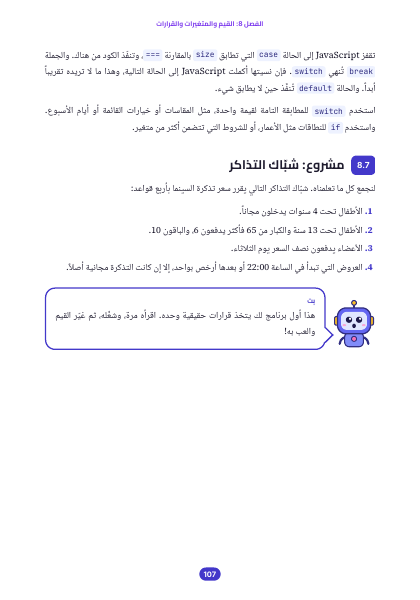 الفصل 8: القيم والمتغيرات والقرارات
تقفز JavaScript إلى الحالة case التي تطابق size بالمقارنة ===، وتنفّذ الكود من هناك. والجملة
break تُنهي switch. فإن نسيتها أكملت JavaScript إلى الحالة التالية، وهذا ما لا تريده تقريباً
أبداً. والحالة default تُنفَّذ حين لا يطابق شيء.
استخدم switch للمطابقة التامة لقيمة واحدة، مثل المقاسات أو خيارات القائمة أو أيام الأسبوع.
واستخدم if للنطاقات مثل الأعمار، أو للشروط التي تتضمن أكثر من متغير.
8.7 مشروع: شبّاك التذاكر
لنجمع كل ما تعلمناه. شبّاك التذاكر التالي يقرر سعر تذكرة السينما بأربع قواعد:
1. الأطفال تحت 4 سنوات يدخلون مجاناً.
2. الأطفال تحت 13 سنة والكبار من 65 فأكثر يدفعون 6، والباقون 10.
3. الأعضاء يدفعون نصف السعر يوم الثلاثاء.
4. العروض التي تبدأ في الساعة 22:00 أو بعدها أرخص بواحد، إلا إن كانت التذكرة مجانية أصلاً.
بِت
هذا أول برنامج لك يتخذ قرارات حقيقية وحده. اقرأه مرة، وشغّله، ثم غيّر القيم
والعب به!
107